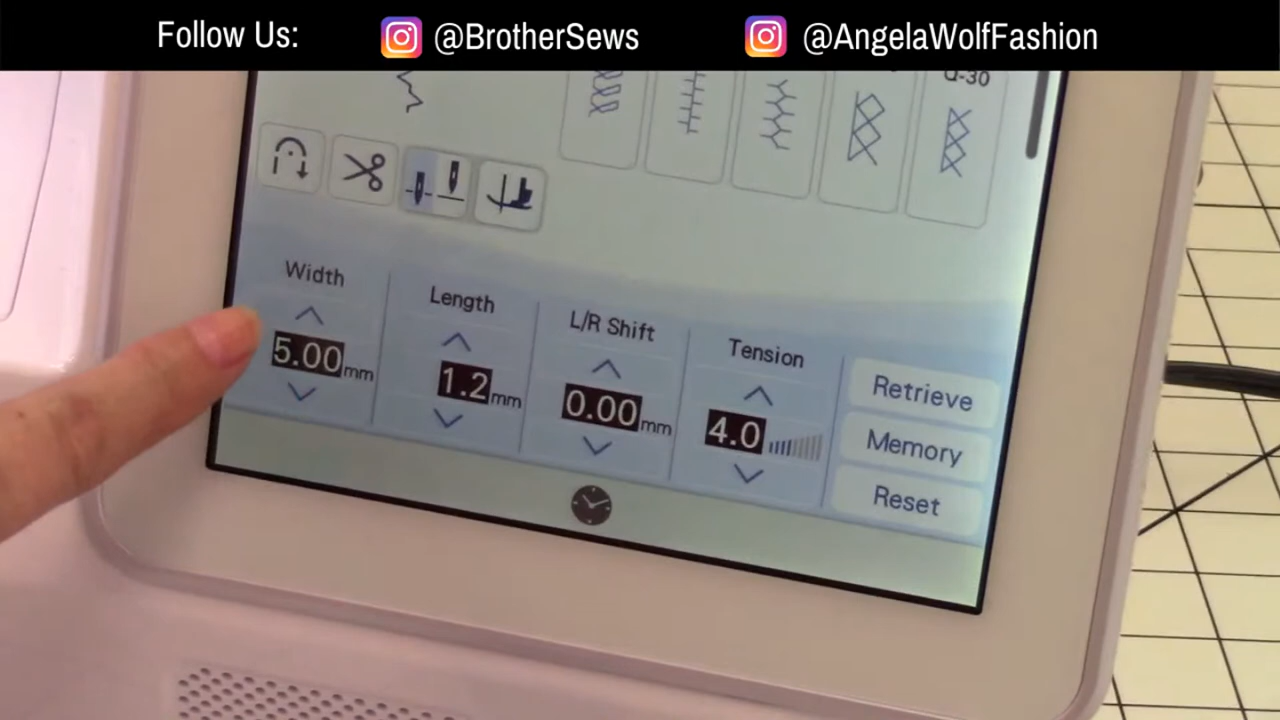 Follow Us: @BrotherSews @AngelaWolfFashion
Q-30
Width
5.00mm
Length
1.2mm
L/R Shift
0.00mm
Tension
4.0
Retrieve
Memory
Reset